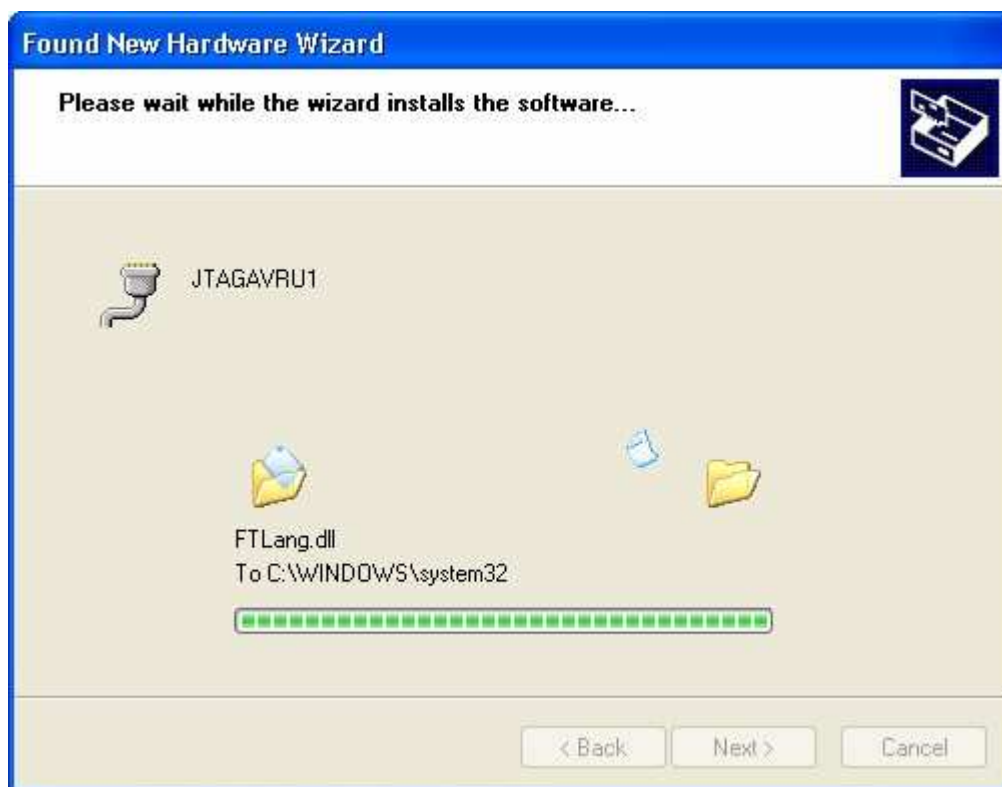 Found New Hardware Wizard
Please wait while the wizard installs the software...
JTAGAVRU1
FTLang.dll
To C:\WINDOWS\system32
< Back Next > Cancel